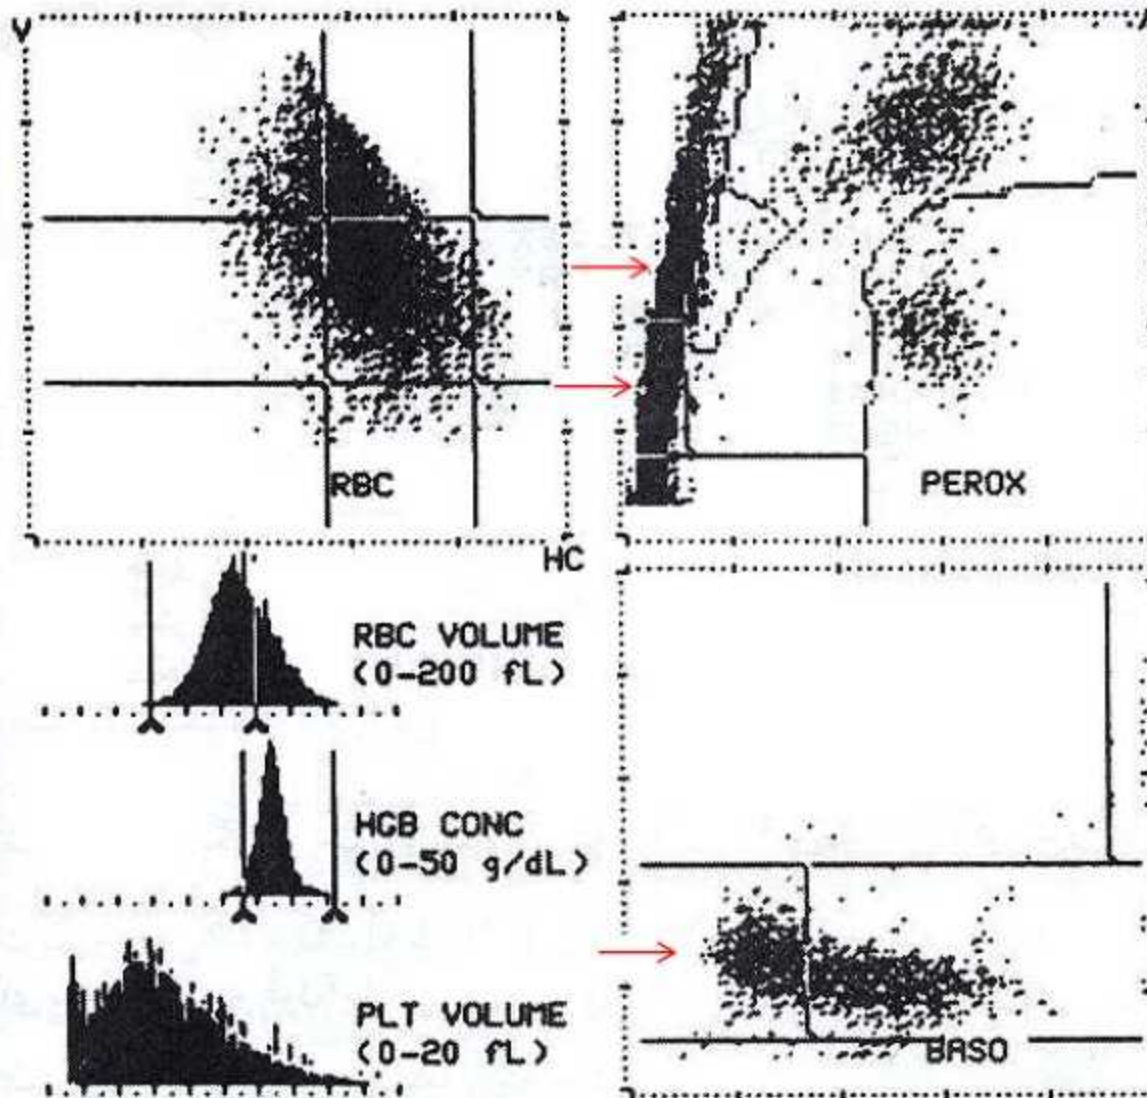 V
RBC
HC
PEROX
RBC VOLUME
(0-200 fL)
HGB CONC
(0-50 g/dL)
PLT VOLUME
(0-20 fL)
BASO